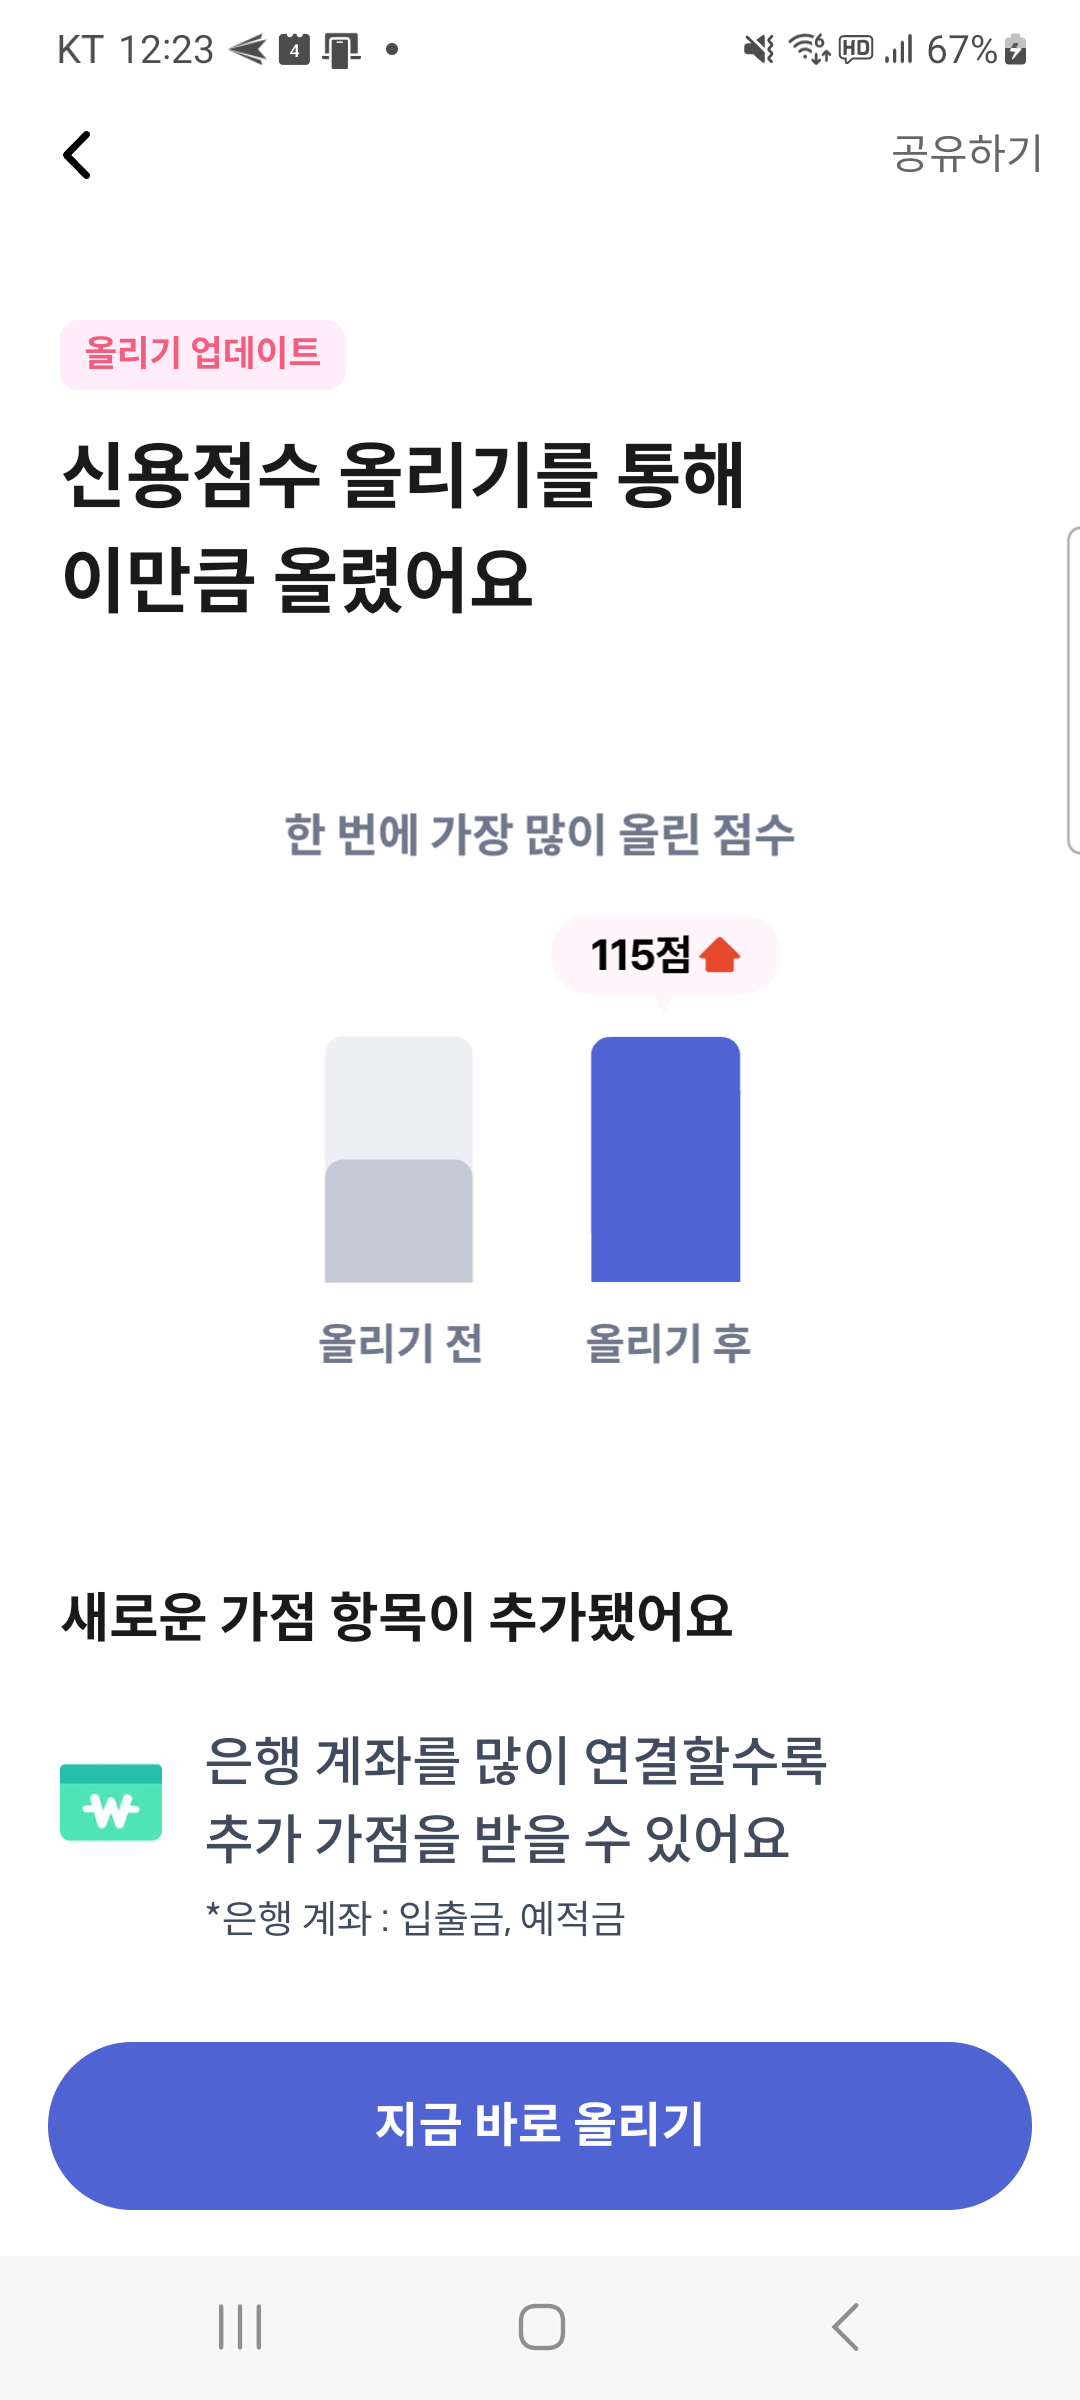 KT 12:23 4 6 HD 67%
공유하기
올리기 업데이트
신용점수 올리기를 통해
이만큼 올렸어요
한 번에 가장 많이 올린 점수
115점
올리기 전 올리기 후
새로운 가점 항목이 추가됐어요
은행 계좌를 많이 연결할수록
추가 가점을 받을 수 있어요
*은행 계좌 : 입출금, 예적금
지금 바로 올리기